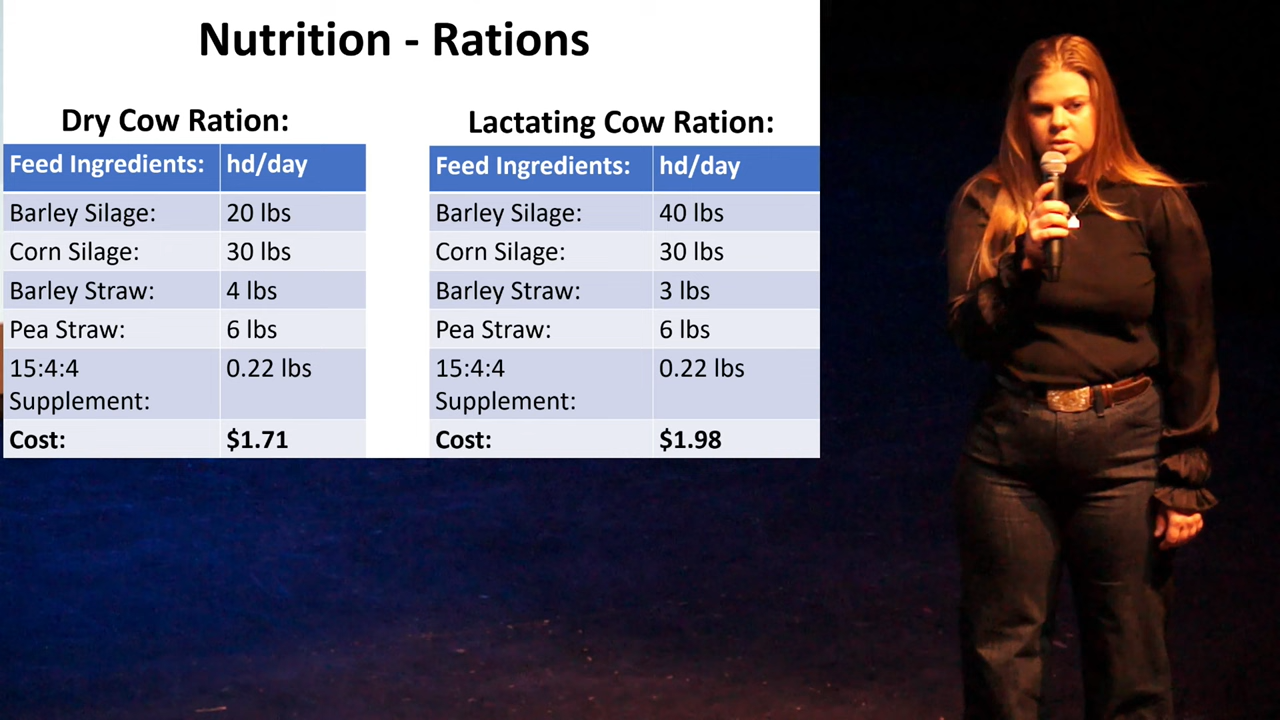 Nutrition - Rations
Dry Cow Ration:
Feed Ingredients: hd/day
Barley Silage: 20 lbs
Corn Silage: 30 lbs
Barley Straw: 4 lbs
Pea Straw: 6 lbs
15:4:4 0.22 lbs
Supplement:
Cost: $1.71
Lactating Cow Ration:
Feed Ingredients: hd/day
Barley Silage: 40 lbs
Corn Silage: 30 lbs
Barley Straw: 3 lbs
Pea Straw: 6 lbs
15:4:4 0.22 lbs
Supplement:
Cost: $1.98